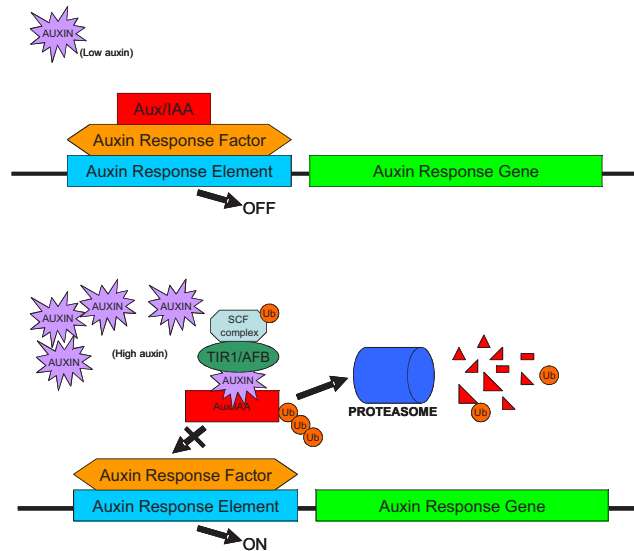 AUXIN
(Low auxin)
Aux/IAA
Auxin Response Factor
Auxin Response Element
Auxin Response Gene
OFF
AUXIN
AUXIN
AUXIN
AUXIN
(High auxin)
SCF
complex
Ub
TIR1/AFB
AUXIN
Aux/IAA
Ub
Ub
Ub
PROTEASOME
Ub
Ub
Auxin Response Factor
Auxin Response Element
Auxin Response Gene
ON